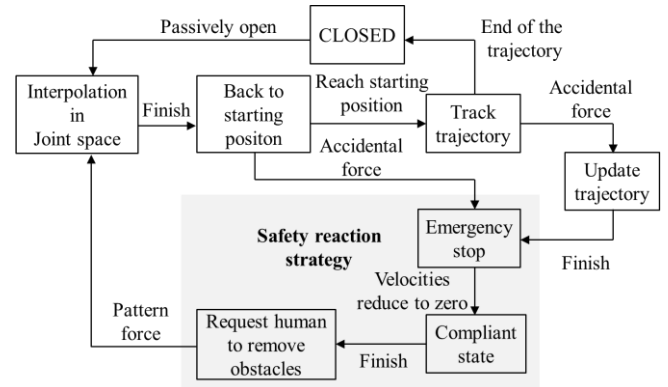 Passively open
CLOSED
End of the
trajectory
Interpolation
in
Joint space
Finish
Back to
starting
positon
Reach starting
position
Track
trajectory
Accidental
force
Accidental
force
Update
trajectory
Safety reaction
strategy
Emergency
stop
Finish
Velocities
reduce to zero
Pattern
force
Request human
to remove
obstacles
Finish
Compliant
state